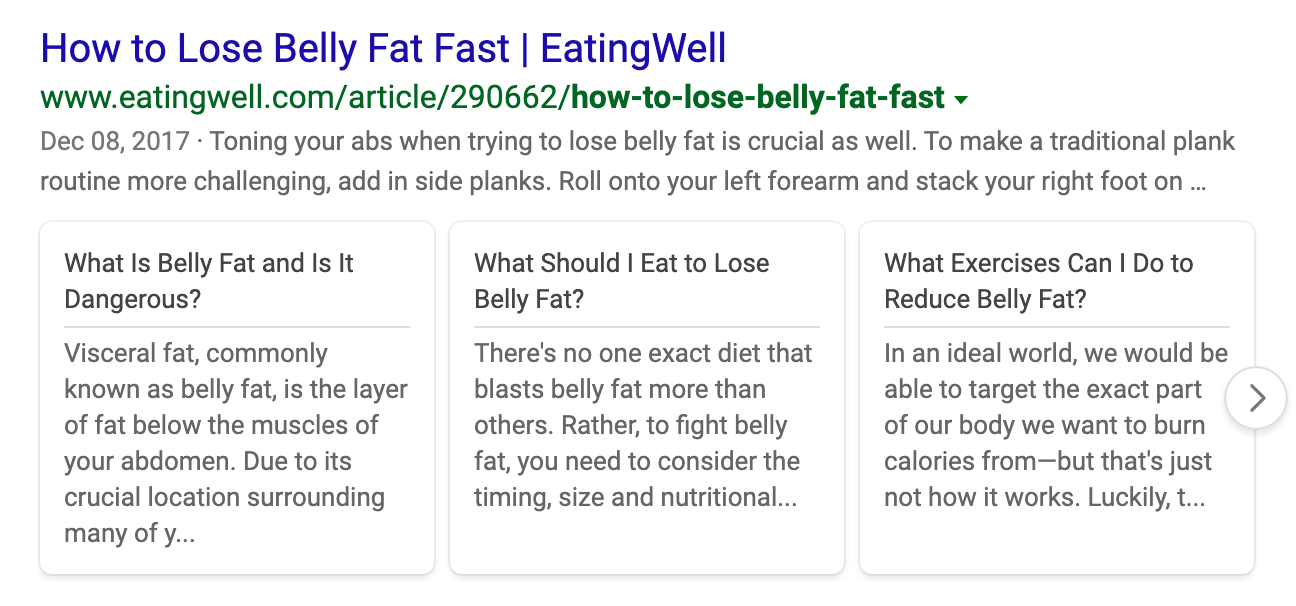 How to Lose Belly Fat Fast | EatingWell
www.eatingwell.com/article/290662/how-to-lose-belly-fat-fast
Dec 08, 2017 · Toning your abs when trying to lose belly fat is crucial as well. To make a traditional plank
routine more challenging, add in side planks. Roll onto your left forearm and stack your right foot on ...
What Is Belly Fat and Is It
Dangerous?
Visceral fat, commonly
known as belly fat, is the layer
of fat below the muscles of
your abdomen. Due to its
crucial location surrounding
many of y...
What Should I Eat to Lose
Belly Fat?
There's no one exact diet that
blasts belly fat more than
others. Rather, to fight belly
fat, you need to consider the
timing, size and nutritional...
What Exercises Can I Do to
Reduce Belly Fat?
In an ideal world, we would be
able to target the exact part
of our body we want to burn
calories from—but that's just
not how it works. Luckily, t...